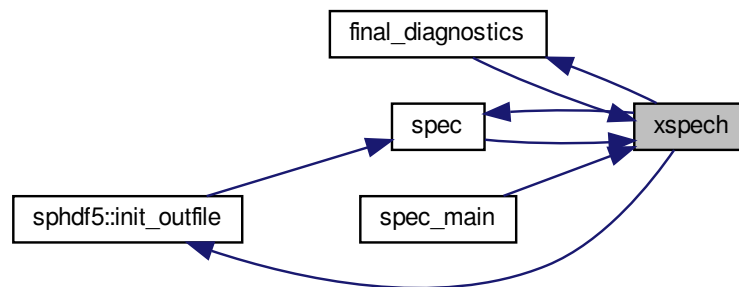 final_diagnostics
spec
xspech
sphdf5::init_outfile
spec_main